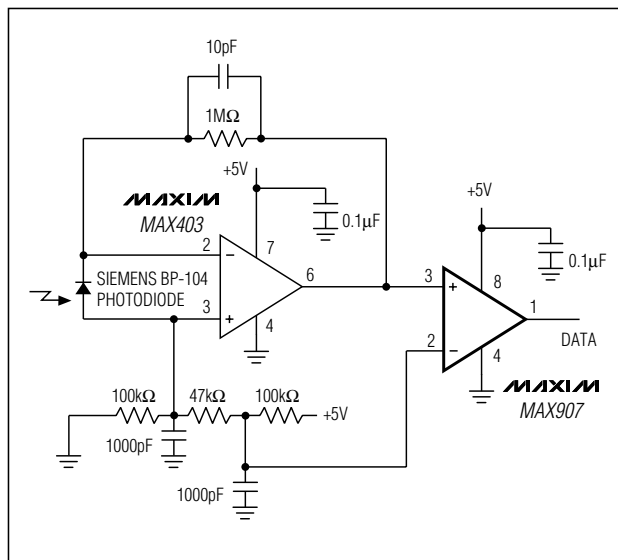 10pF
1MΩ
+5V
MAXIM
MAX403
0.1µF
+5V
0.1µF
2
−
7
SIEMENS BP-104
PHOTODIODE
6
3
+
4
3
+
8
1
2
−
4
DATA
MAXIM
MAX907
100kΩ
47kΩ
100kΩ
+5V
1000pF
1000pF